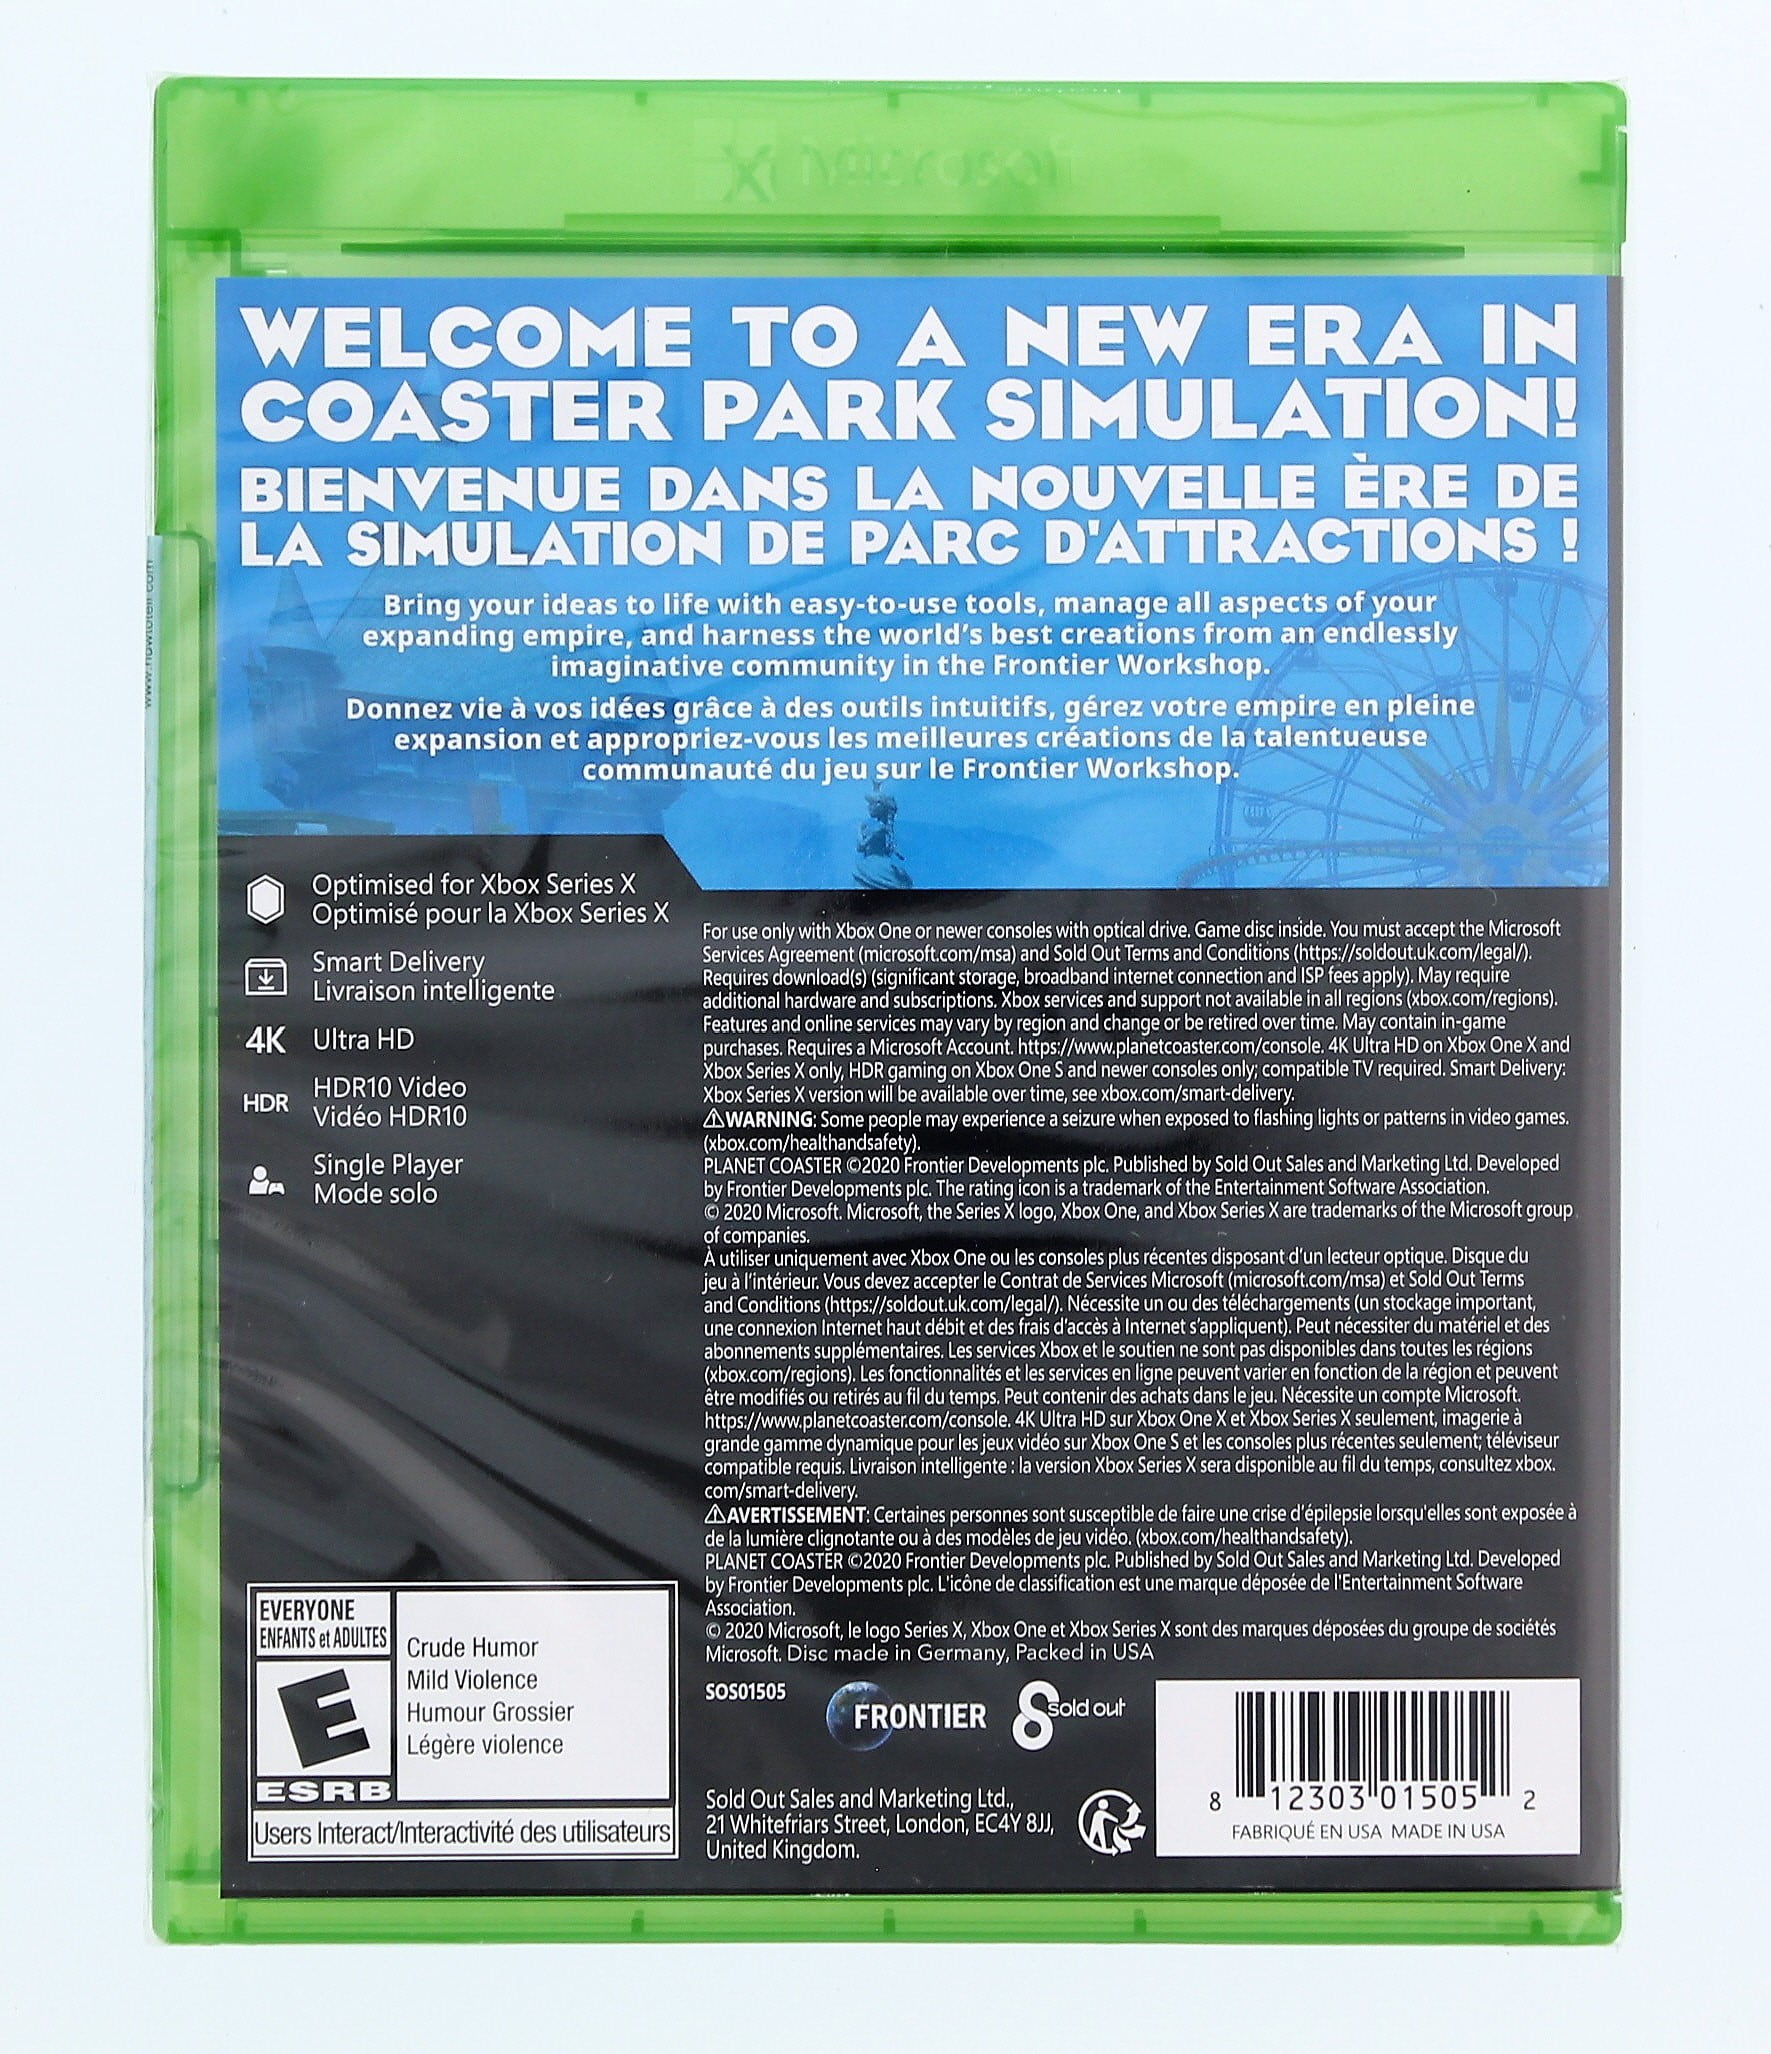 WELCOME TO A NEW ERA IN
COASTER PARK SIMULATION!
BIENVENUE DANS LA NOUVELLE ÈRE DE
LA SIMULATION DE PARC D'ATTRACTIONS !
Bring your ideas to life with easy-to-use tools, manage all aspects of your
expanding empire, and harness the world's best creations from an endlessly
imaginative community in the Frontier Workshop.
Donnez vie à vos idées grâce à des outils intuitifs, gérez votre empire en pleine
expansion et appropriez-vous les meilleures créations de la talentueuse
communauté du jeu sur le Frontier Workshop.
Optimised for Xbox Series X
Optimisé pour la Xbox Series X
Smart Delivery
Livraison intelligente
4K Ultra HD
HDR HDR10 Video
Vidéo HDR10
Single Player
Mode solo
For use only with Xbox One or newer consoles with optical drive. Game disc inside. You must accept the Microsoft
Services Agreement (microsoft.com/msa) and Sold Out Terms and Conditions (https://soldout.uk.com/legal/).
Requires download(s) (significant storage, broadband internet connection and ISP fees apply). May require
additional hardware and subscriptions. Xbox services and support not available in all regions (xbox.com/regions).
Features and online services may vary by region and change or be retired over time. May contain in-game
purchases. Requires a Microsoft Account. https://www.planetcoaster.com/console. 4K Ultra HD on Xbox One X and
Xbox Series X only, HDR gaming on Xbox One S and newer consoles only; compatible TV required. Smart Delivery:
Xbox Series X version will be available over time, see xbox.com/smart-delivery.
⚠WARNING: Some people may experience a seizure when exposed to flashing lights or patterns in video games.
(xbox.com/healthandsafety).
PLANET COASTER ©2020 Frontier Developments plc. Published by Sold Out Sales and Marketing Ltd. Developed
by Frontier Developments plc. The rating icon is a trademark of the Entertainment Software Association.
© 2020 Microsoft. Microsoft, the Series X logo, Xbox One, and Xbox Series X are trademarks of the Microsoft group
of companies.
À utiliser uniquement avec Xbox One ou les consoles plus récentes disposant d'un lecteur optique. Disque du
jeu à l'intérieur. Vous devez accepter le Contrat de Services Microsoft (microsoft.com/msa) et Sold Out Terms
and Conditions (https://soldout.uk.com/legal/). Nécessite un ou des téléchargements (un stockage important,
une connexion Internet haut débit et des frais d'accès à Internet s'appliquent). Peut nécessiter du matériel et des
abonnements supplémentaires. Les services Xbox et le soutien ne sont pas disponibles dans toutes les régions
(xbox.com/regions). Les fonctionnalités et les services en ligne peuvent varier en fonction de la région et peuvent
être modifiés ou retirés au fil du temps. Peut contenir des achats dans le jeu. Nécessite un compte Microsoft.
https://www.planetcoaster.com/console. 4K Ultra HD sur Xbox One X et Xbox Series X seulement, imagerie à
grande gamme dynamique pour les jeux vidéo sur Xbox One S et les consoles plus récentes seulement; téléviseur
compatible requis. Livraison intelligente : la version Xbox Series X sera disponible au fil du temps, consultez xbox.
com/smart-delivery.
⚠AVERTISSEMENT: Certaines personnes sont susceptible de faire une crise d'épilepsie lorsqu'elles sont exposée à
de la lumière clignotante ou à des modèles de jeu vidéo. (xbox.com/healthandsafety).
PLANET COASTER ©2020 Frontier Developments plc. Published by Sold Out Sales and Marketing Ltd. Developed
by Frontier Developments plc. L'icône de classification est une marque déposée de l'Entertainment Software
Association.
© 2020 Microsoft, le logo Series X, Xbox One et Xbox Series X sont des marques déposées du groupe de sociétés
Microsoft. Disc made in Germany, Packed in USA
EVERYONE
ENFANTS et ADULTES
E
ESRB
Crude Humor
Mild Violence
Humour Grossier
Légère violence
Users Interact/Interactivité des utilisateurs
SOS01505
FRONTIER
Sold out
Sold Out Sales and Marketing Ltd.,
21 Whitefriars Street, London, EC4Y 8JJ,
United Kingdom.
8 12303 01505 2
FABRIQUÉ EN USA MADE IN USA